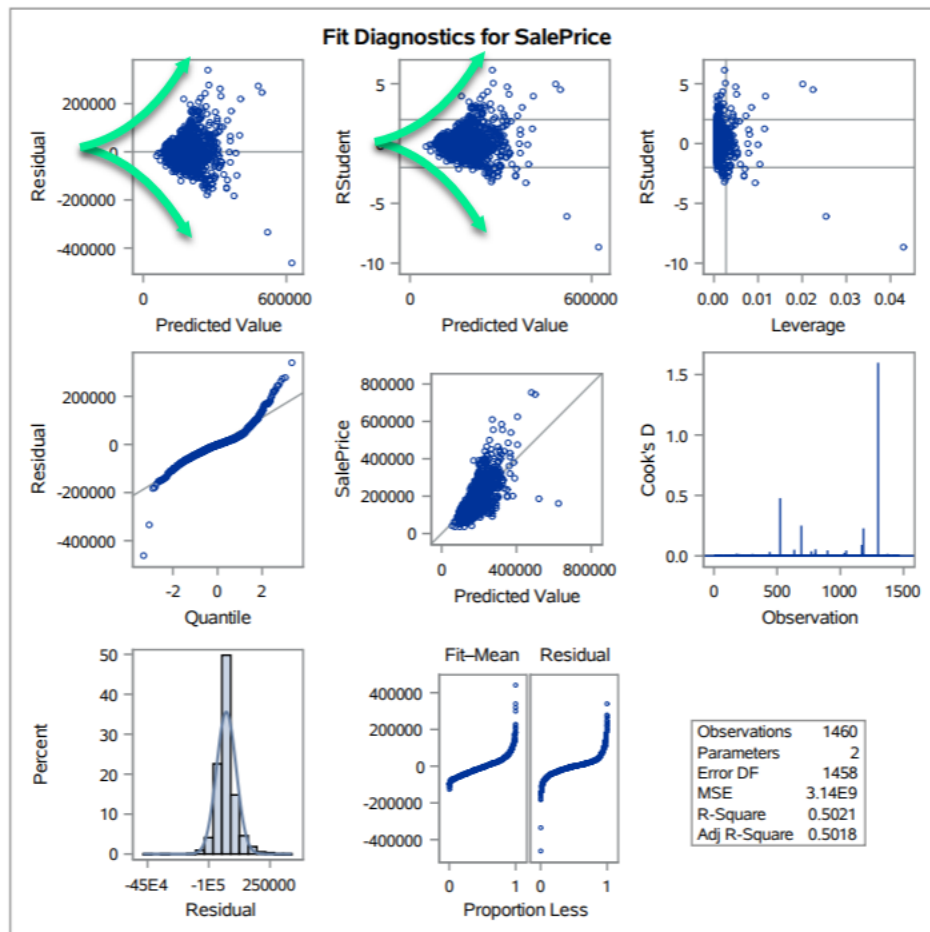 Fit Diagnostics for SalePrice
Residual
200000
0
-200000
-400000
0
600000
Predicted Value
RStudent
5
0
-5
-10
0
600000
Predicted Value
RStudent
5
0
-5
-10
0.00
0.01
0.02
0.03
0.04
Leverage
Residual
200000
0
-200000
-400000
-2
0
2
Quantile
SalePrice
800000
600000
400000
200000
0
0
400000
800000
Predicted Value
Cook's D
1.5
1.0
0.5
0.0
0
500
1000
1500
Observation
Percent
50
40
30
20
10
0
-45E4
-1E5
250000
Residual
Fit–Mean
Residual
400000
200000
0
-200000
-400000
0
1
0
1
Proportion Less
Observations 1460
Parameters 2
Error DF 1458
MSE 3.14E9
R-Square 0.5021
Adj R-Square 0.5018